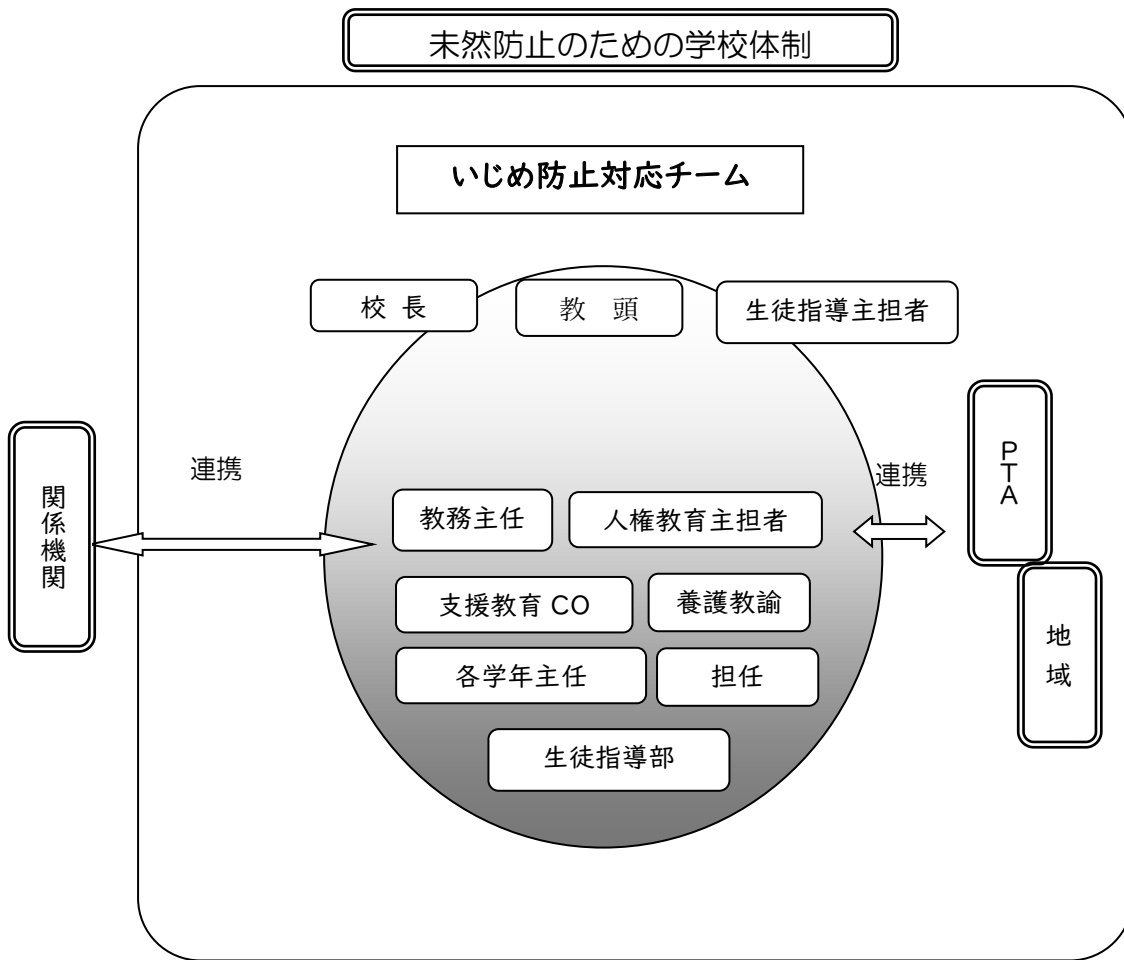 未然防止のための学校体制
いじめ防止対応チーム
校 長
教 頭
生徒指導主担者
連携
関係機関
連携
PTA
地域
教務主任
人権教育主担者
支援教育 CO
養護教諭
各学年主任
担任
生徒指導部